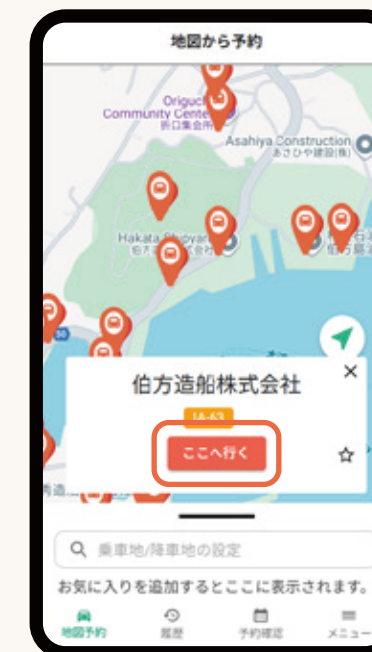 地図から予約
Origuchi
Community Cente
折口集会所
Asahiya Construction
あさひや建設(株)
Hakata Shipyar
56
伯方造船株式会社
IA-63
ここへ行く
乗車地/降車地の設定
お気に入りを追加するとここに表示されます。
地図予約
履歴
予約確認
メニュー